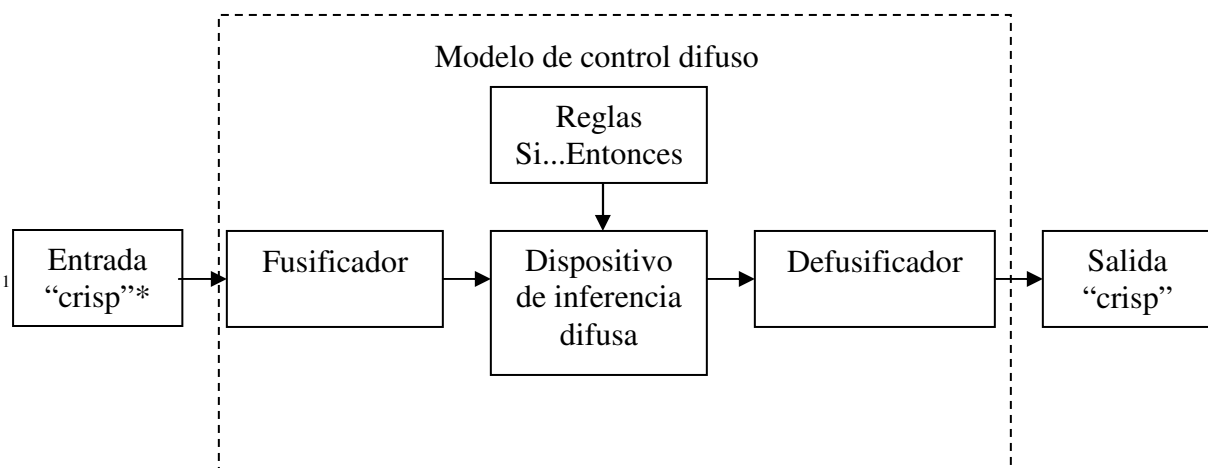 Modelo de control difuso
Reglas
Si...Entonces
1
Entrada
“crisp”*
Fusificador
Dispositivo
de inferencia
difusa
Defusificador
Salida
“crisp”